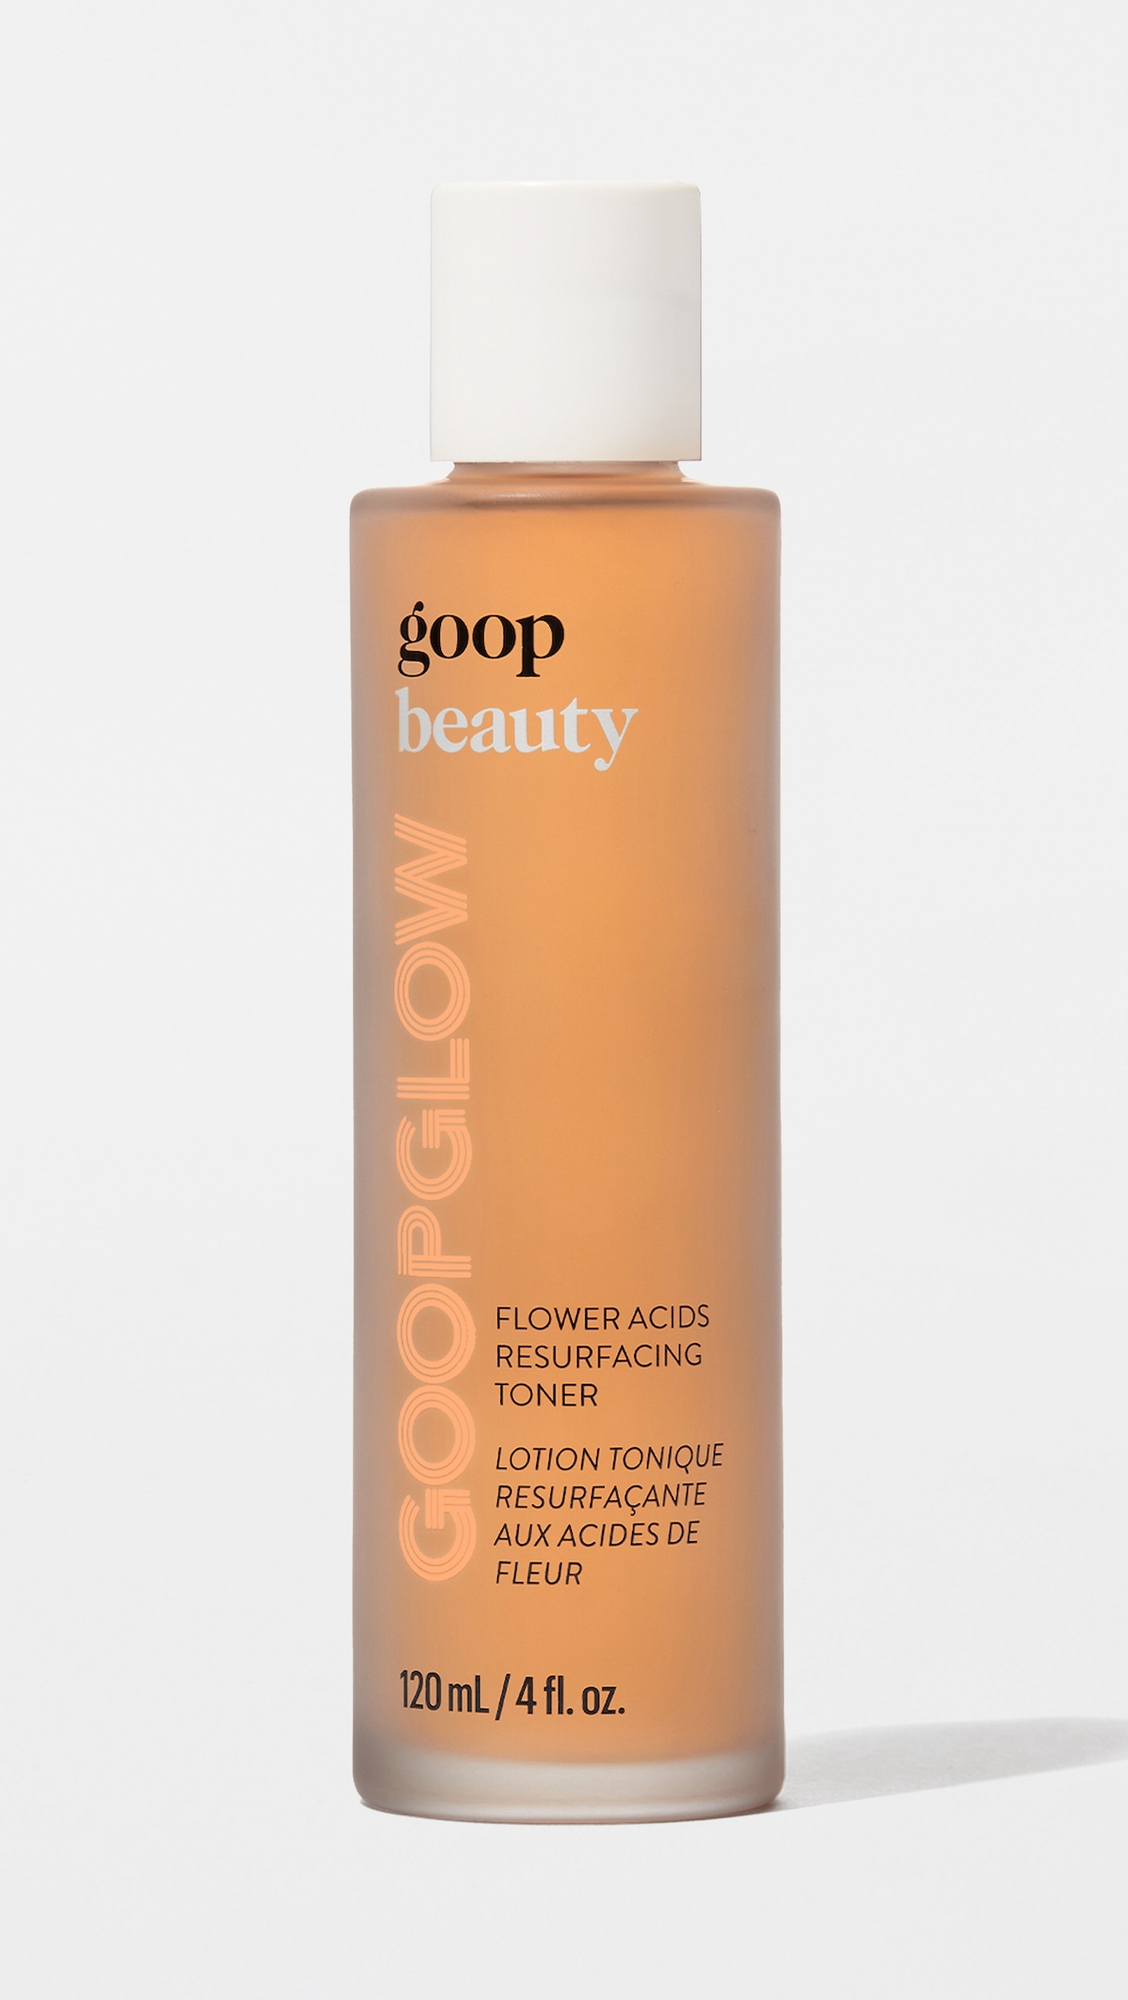 goop
beauty
GOOPGLOW
FLOWER ACIDS
RESURFACING
TONER
LOTION TONIQUE
RESURFAÇANTE
AUX ACIDES DE
FLEUR
120 mL / 4 fl. oz.